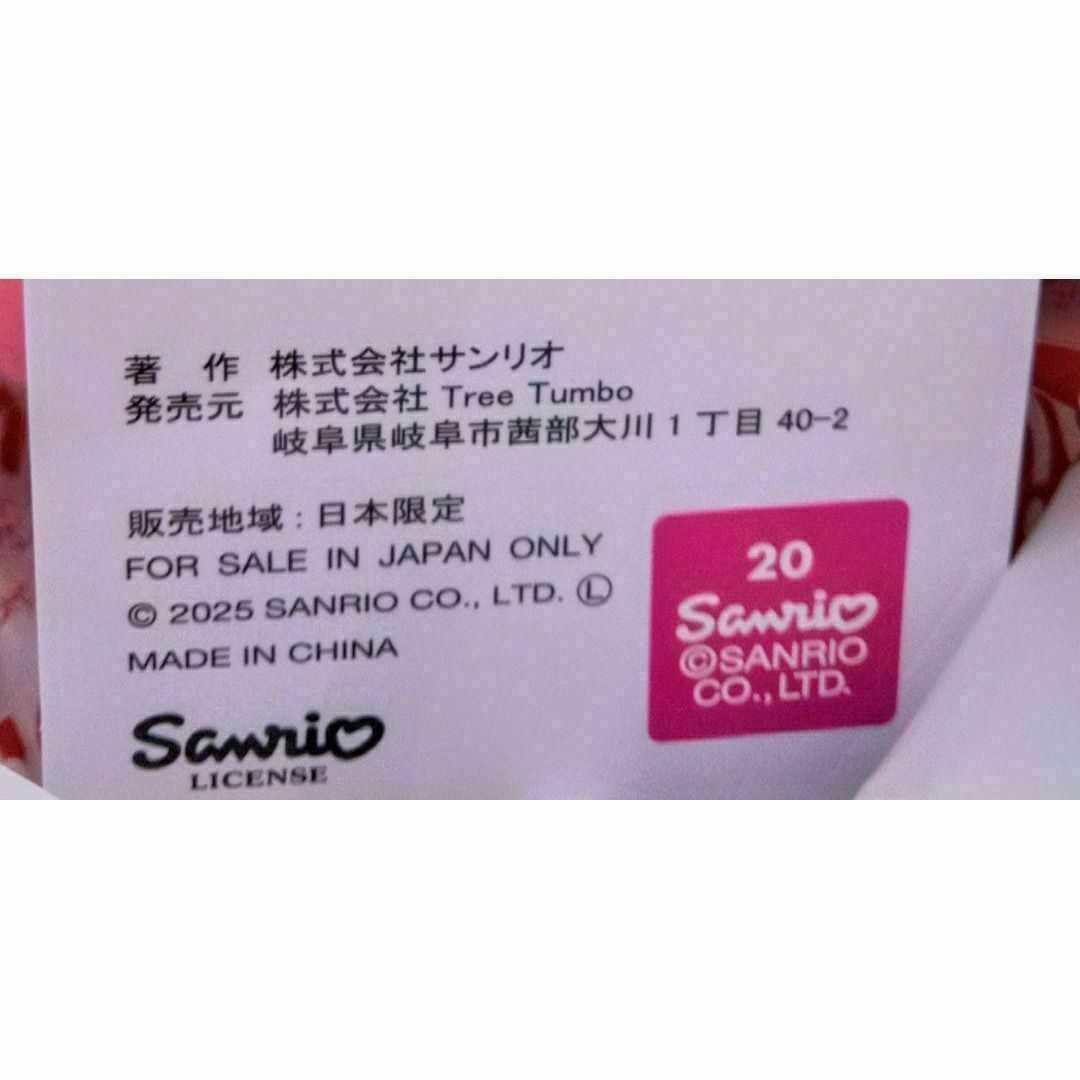 著 作 株式会社サンリオ
発売元 株式会社 Tree Tumbo
岐阜県岐阜市茜部大川1丁目40-2
販売地域:日本限定
FOR SALE IN JAPAN ONLY
© 2025 SANRIO CO., LTD. Ⓛ
MADE IN CHINA
Sanrio
LICENSE
20
Sanrio
©SANRIO
CO., LTD.